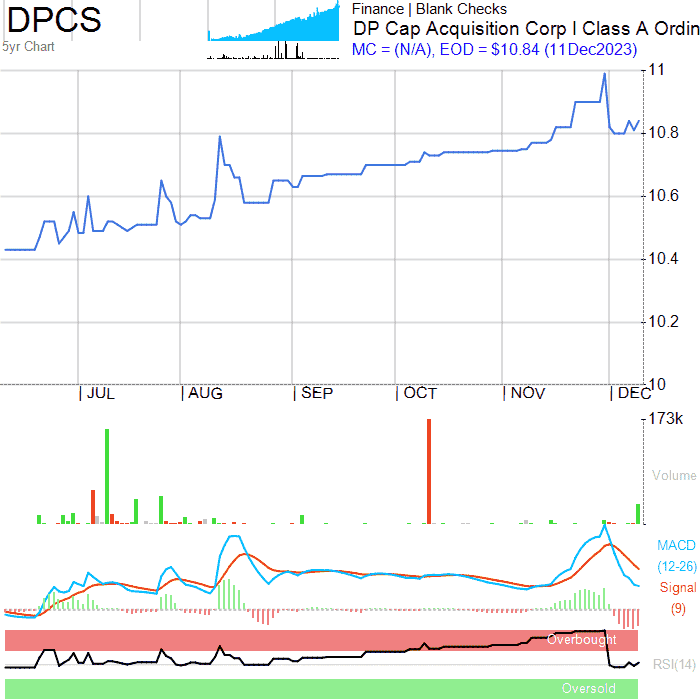 DPCS
5yr Chart
Finance | Blank Checks
DP Cap Acquisition Corp I Class A Ordin
MC = (N/A), EOD = $10.84 (11Dec2023)
11
10.8
10.6
10.4
10.2
10
JUL
AUG
SEP
OCT
NOV
DEC
173k
Volume
MACD
(12-26)
Signal
(9)
Overbought
RSI(14)
Oversold